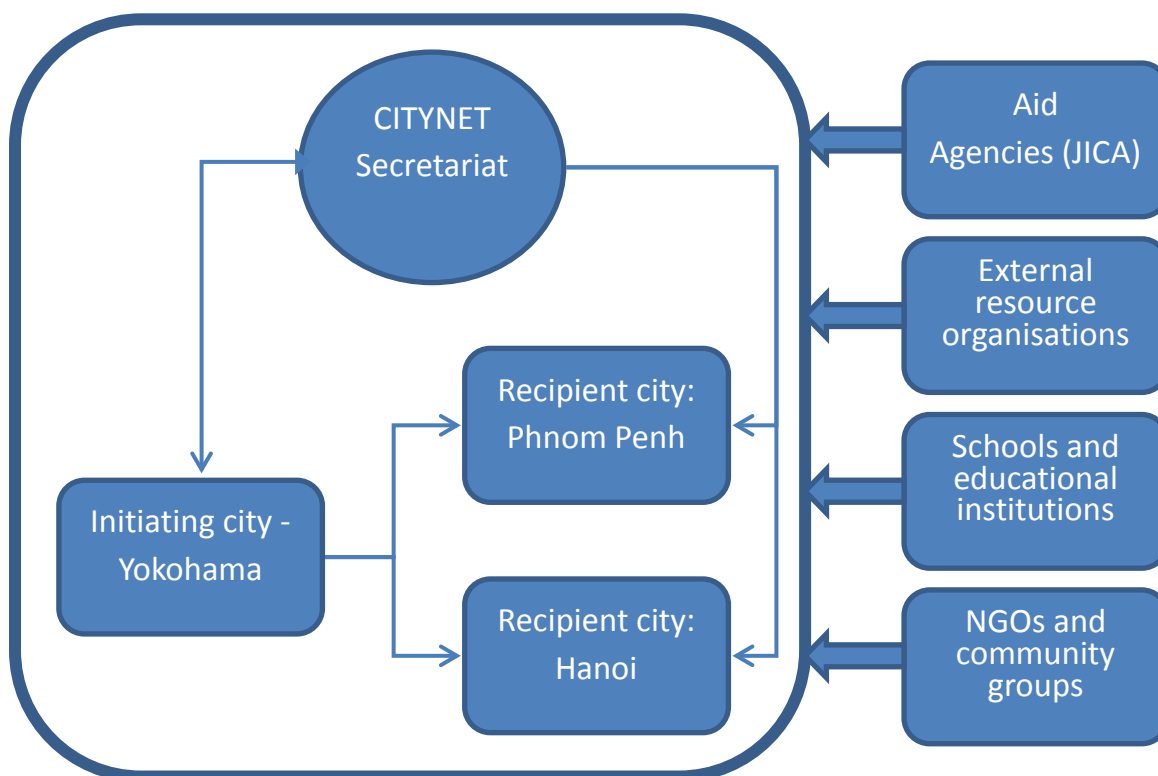 CITYNET
Secretariat
Aid
Agencies (JICA)
External
resource
organisations
Recipient city:
Phnom Penh
Schools and
educational
institutions
Initiating city -
Yokohama
Recipient city:
Hanoi
NGOs and
community
groups